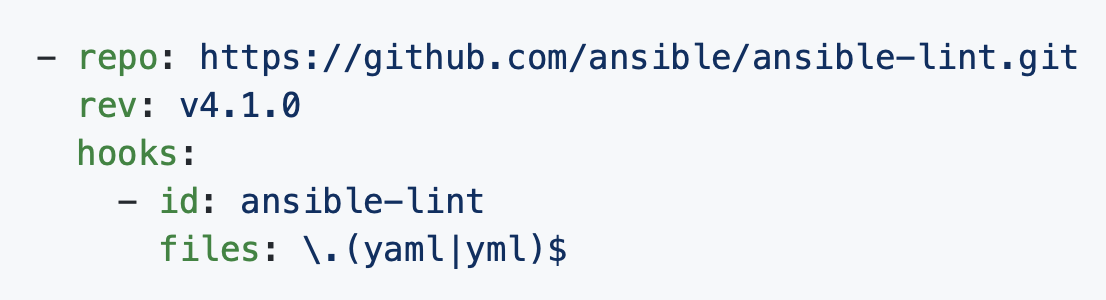 - repo: https://github.com/ansible/ansible-lint.git
  rev: v4.1.0
  hooks:
    - id: ansible-lint
      files: \.(yaml|yml)$